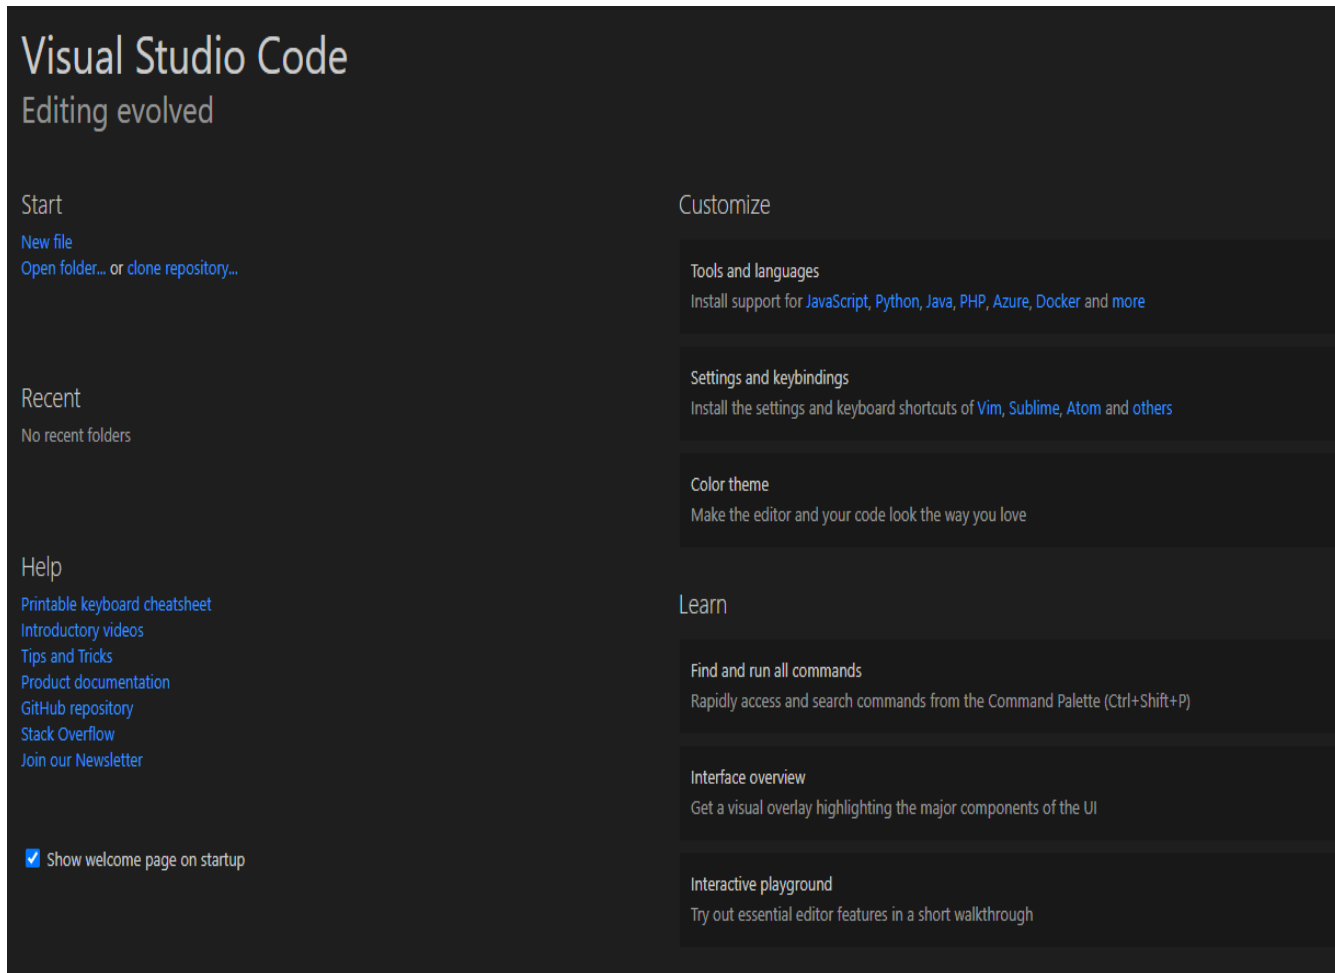 Visual Studio Code
Editing evolved
Start
New file
Open folder... or clone repository...
Recent
No recent folders
Help
Printable keyboard cheatsheet
Introductory videos
Tips and Tricks
Product documentation
GitHub repository
Stack Overflow
Join our Newsletter
Show welcome page on startup
Customize
Tools and languages
Install support for JavaScript, Python, Java, PHP, Azure, Docker and more
Settings and keybindings
Install the settings and keyboard shortcuts of Vim, Sublime, Atom and others
Color theme
Make the editor and your code look the way you love
Learn
Find and run all commands
Rapidly access and search commands from the Command Palette (Ctrl+Shift+P)
Interface overview
Get a visual overlay highlighting the major components of the UI
Interactive playground
Try out essential editor features in a short walkthrough